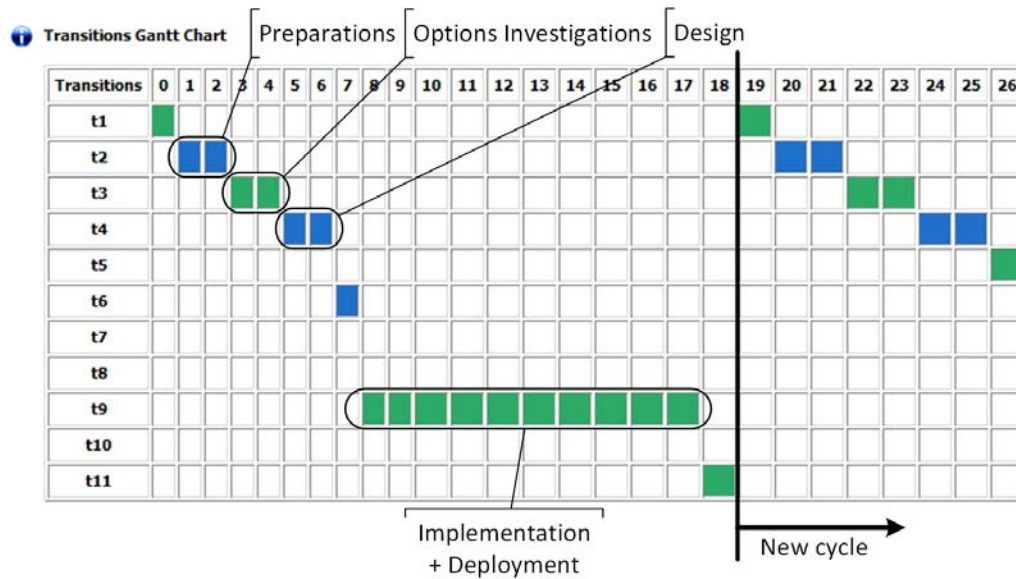 Transitions Gantt Chart
Preparations
Options Investigations
Design
Transitions 0 1 2 3 4 5 6 7 8 9 10 11 12 13 14 15 16 17 18 19 20 21 22 23 24 25 26
t1
t2
t3
t4
t5
t6
t7
t8
t9
t10
t11
Implementation
+ Deployment
New cycle